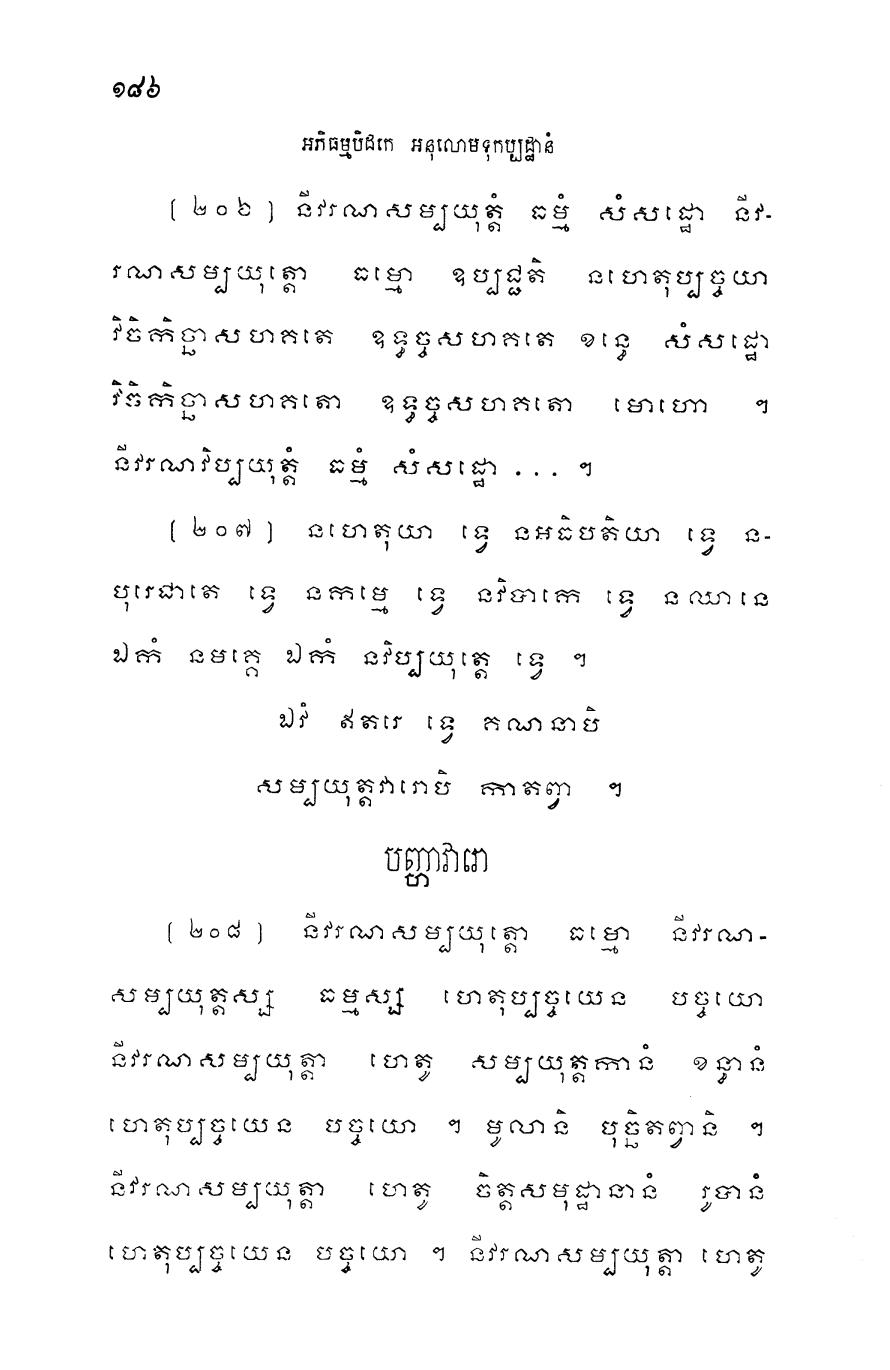 ១៨៦
អភិធម្មបិដកេ អនុលោមទុកប្បដ្ឋានំ
[ ២០៦ ] នីវរណសម្បយុត្តំ ធម្មំ សំសដ្ឋោ នីវ-
រណសម្បយុត្តោ ធម្មោ ឧប្បជ្ជតិ នហេតុប្បច្ចយា
វិចិកិច្ឆាសហគតេ ឧទ្ធច្ចសហគតេ ខន្ធេ សំសដ្ឋោ
វិចិកិច្ឆាសហគតោ ឧទ្ធច្ចសហគតោ មោហោ ។
នីវរណវិប្បយុត្តំ ធម្មំ សំសដ្ឋោ ... ។
[ ២០៧ ] នហេតុយា ទ្វេ នអធិបតិយា ទ្វេ ន-
បុរេជាតេ ទ្វេ នកម្មេ ទ្វេ នវិបាកេ ទ្វេ នឈានេ
ឯកំ នមគ្គេ ឯកំ នវិប្បយុត្តេ ទ្វេ ។
ឯវំ ឥតរេ ទ្វេ គណនាបិ
សម្បយុត្តវារោបិ កាតព្វា ។
បញ្ហាវារោ
[ ២០៨ ] នីវរណសម្បយុត្តោ ធម្មោ នីវរណ-
សម្បយុត្តស្ស ធម្មស្ស ហេតុប្បច្ចយេន បច្ចយោ
នីវរណសម្បយុត្តា ហេតូ សម្បយុត្តកានំ ខន្ធានំ
ហេតុប្បច្ចយេន បច្ចយោ ។ មូលានិ បុច្ឆិតព្វានិ ។
នីវរណសម្បយុត្តា ហេតូ ចិត្តសមុដ្ឋានានំ រូបានំ
ហេតុប្បច្ចយេន បច្ចយោ ។ នីវរណសម្បយុត្តា ហេតូ